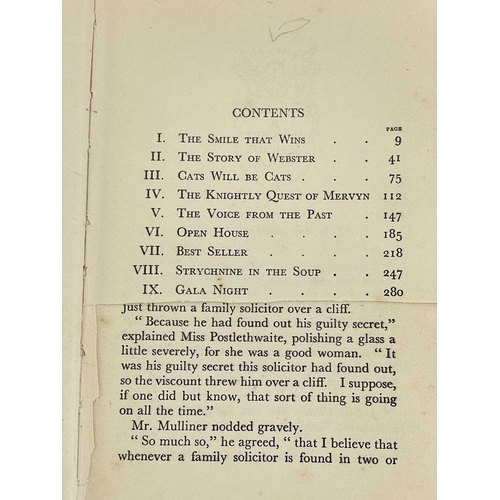 CONTENTS
PAGE
I. The Smile that Wins . . 9
II. The Story of Webster . . 41
III. Cats Will be Cats . . . 75
IV. The Knightly Quest of Mervyn 112
V. The Voice from the Past . 147
VI. Open House . . . . 185
VII. Best Seller . . . . 218
VIII. Strychnine in the Soup . . 247
IX. Gala Night . . . . 280
just thrown a family solicitor over a cliff.
“ Because he had found out his guilty secret,”
explained Miss Postlethwaite, polishing a glass a
little severely, for she was a good woman. “ It
was his guilty secret this solicitor had found out,
so the viscount threw him over a cliff. I suppose,
if one did but know, that sort of thing is going
on all the time.”
Mr. Mulliner nodded gravely.
“ So much so,” he agreed, “ that I believe that
whenever a family solicitor is found in two or